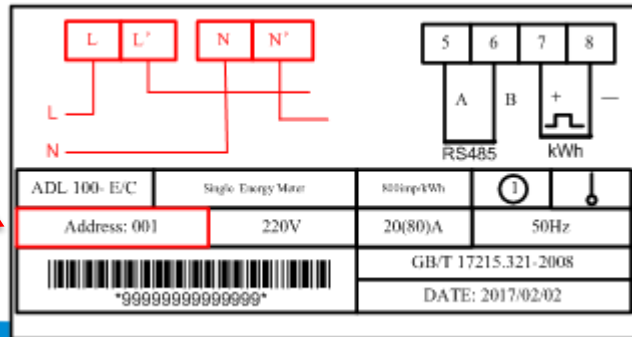 L L' N N' 5 6 7 8
L
A B + —
N
RS485 kWh
ADL 100- E/C Single Energy Meter 800imp/kWh 1
Address: 001 220V 20(80)A 50Hz
GB/T 17215.321-2008
*99999999999999*
DATE: 2017/02/02